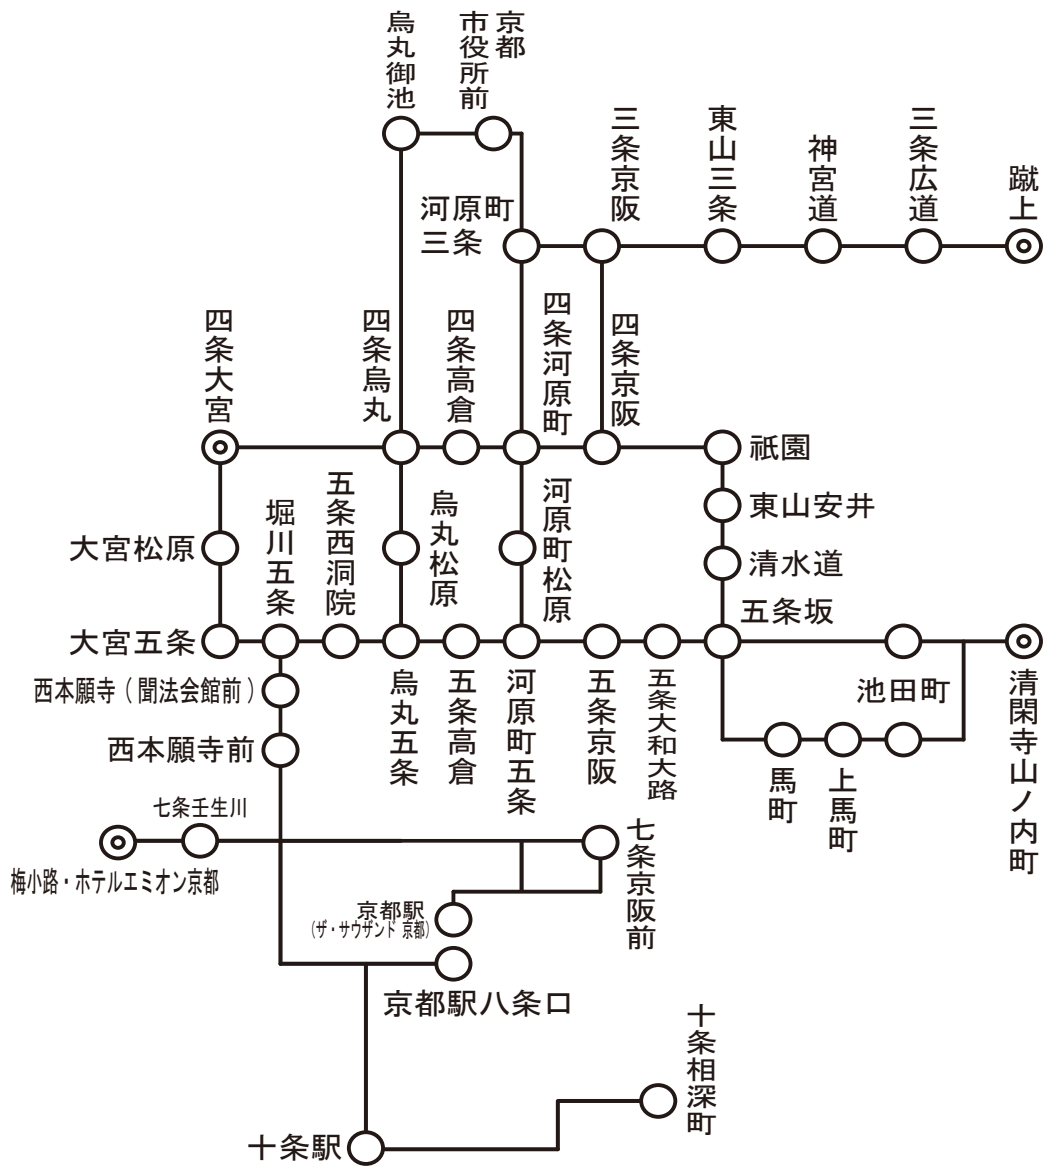 烏丸御池
京都
市役所前
三条京阪
東山三条
神宮道
三条広道
蹴上
河原町
三条
四条大宮
四条烏丸
四条高倉
四条河原町
四条京阪
祇園
東山安井
清水道
五条坂
大宮松原
堀川五条
五条西洞院
烏丸松原
河原町松原
大宮五条
西本願寺（聞法会館前）
西本願寺前
烏丸五条
五条高倉
河原町五条
五条京阪
五条大和大路
池田町
馬町
上馬町
清閑寺山ノ内町
七条壬生川
梅小路・ホテルエミオン京都
七条京阪前
京都駅
（ザ・サウザンド 京都）
京都駅八条口
十条相深町
十条駅